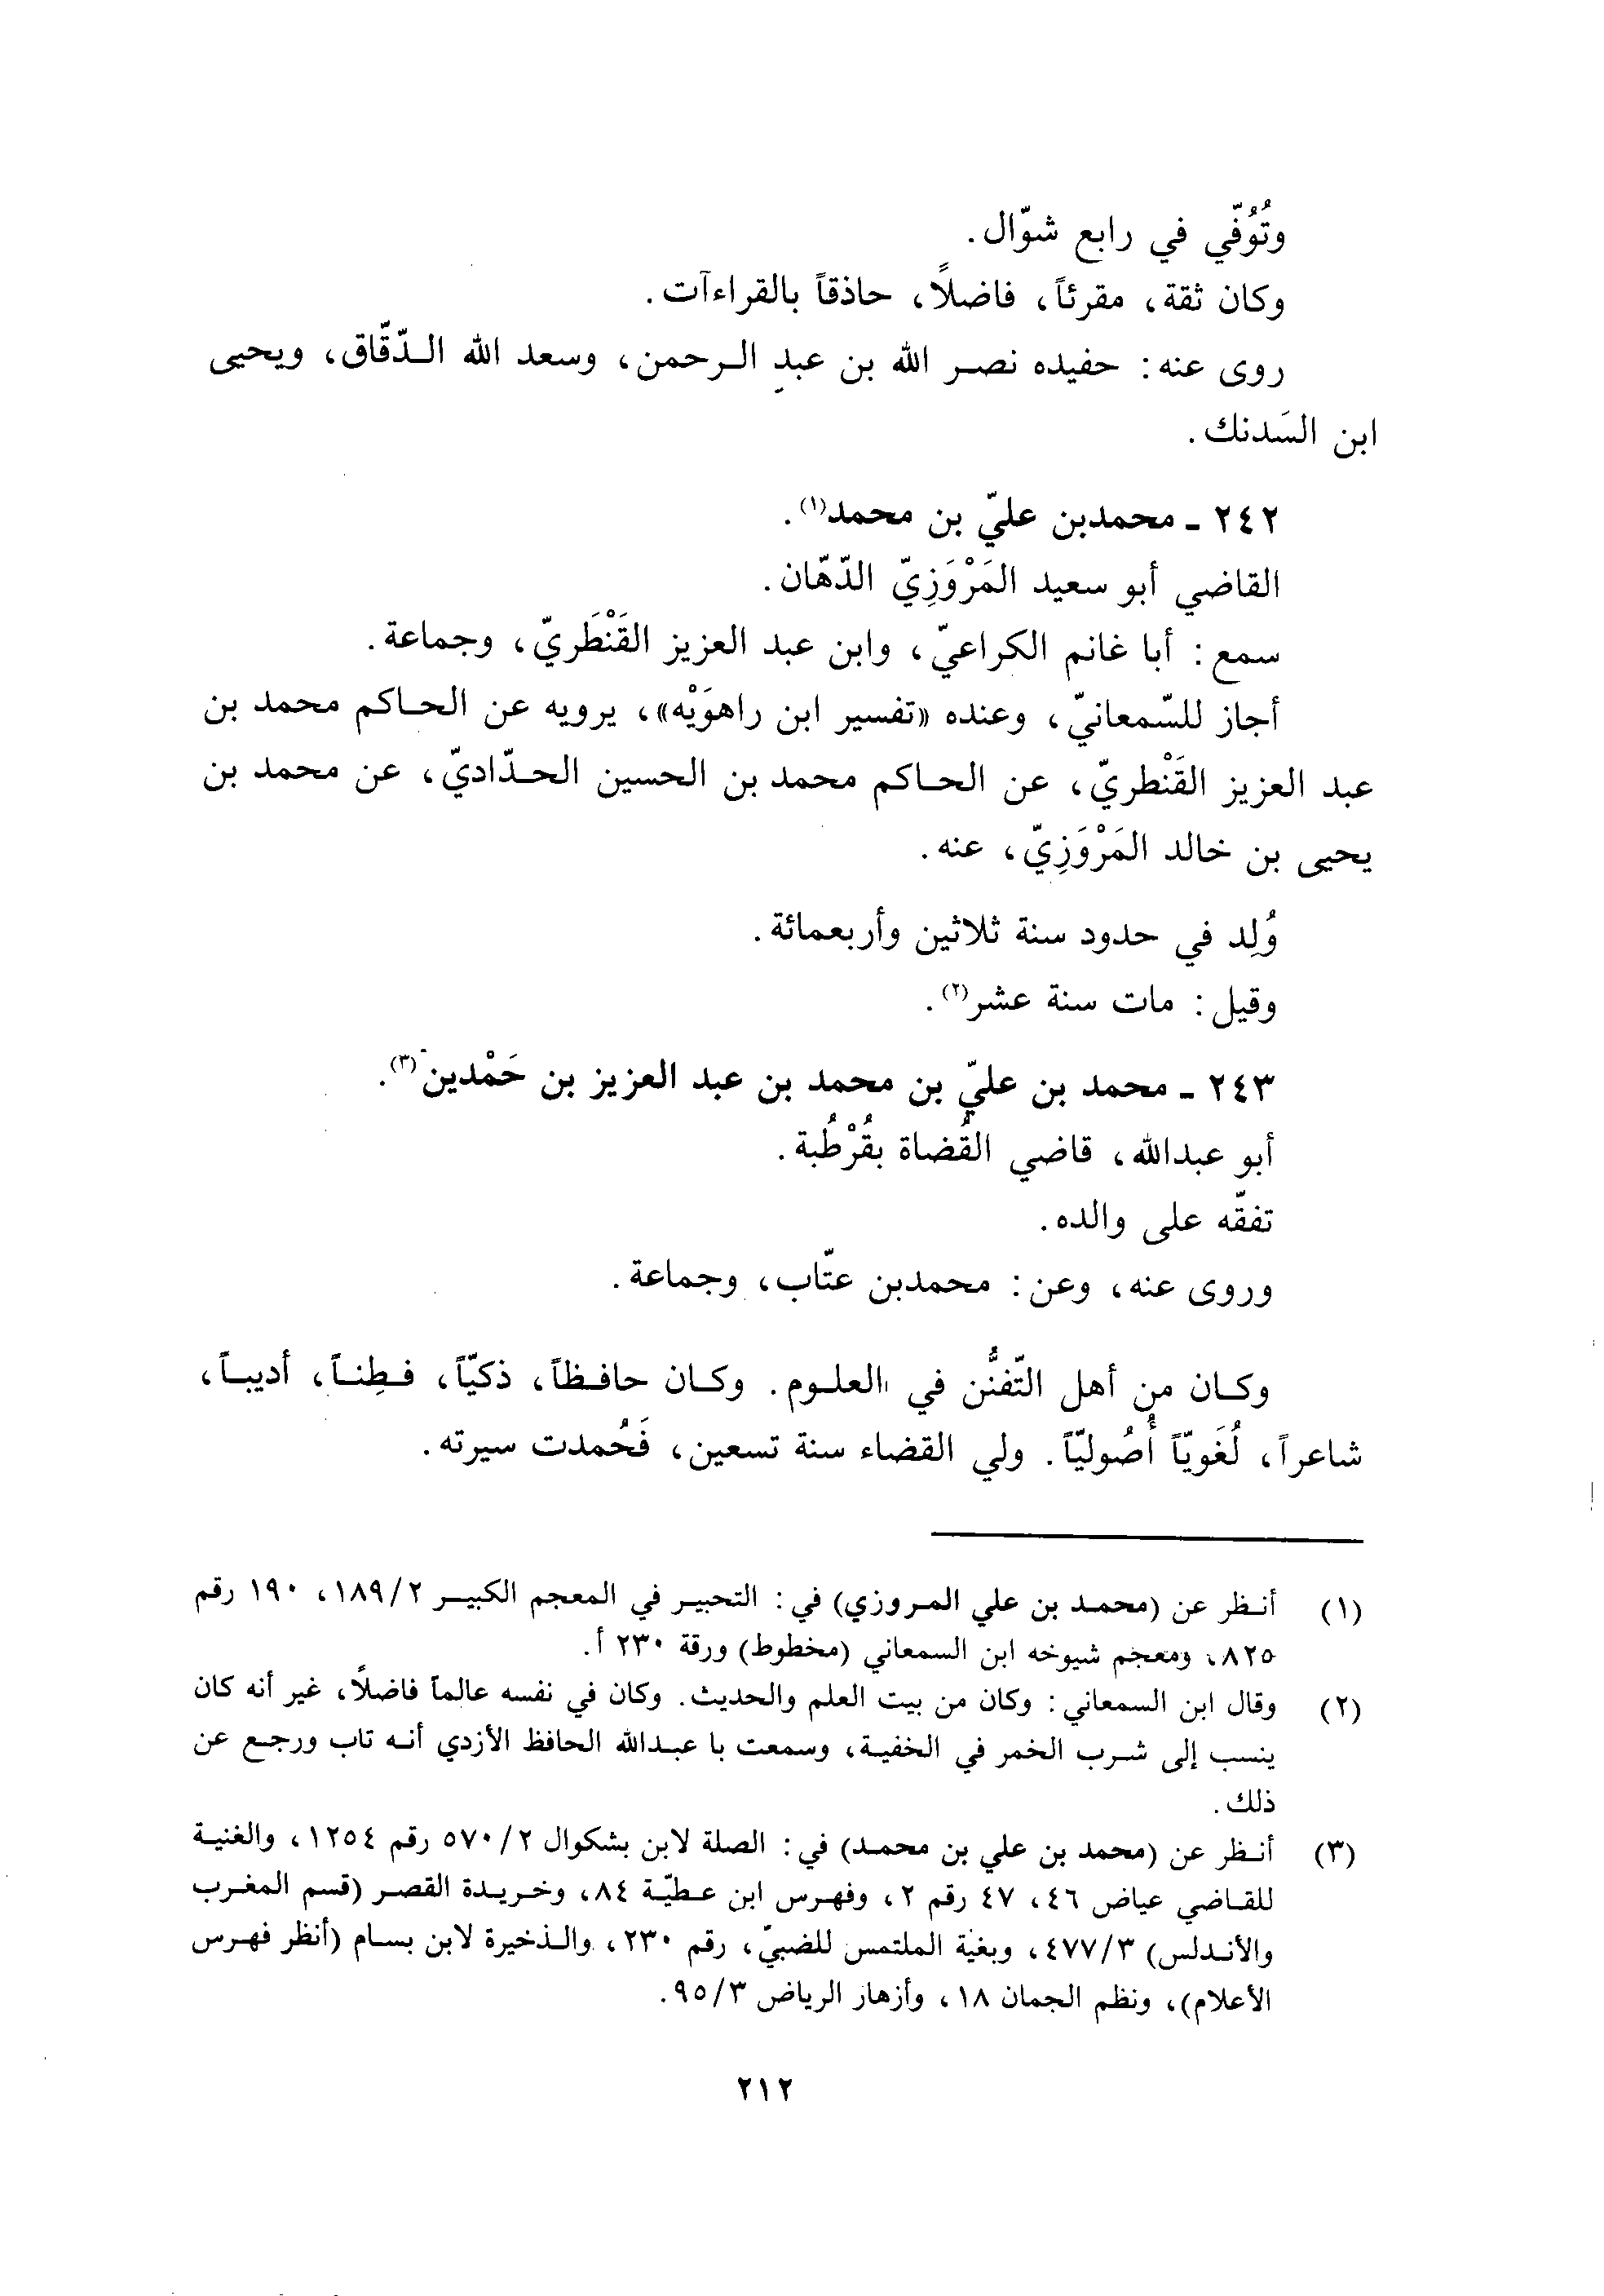 وتُوُفّي في رابع شوّال.
وكان ثقة، مقرئاً، فاضلاً، حاذقاً بالقراءآت.
روى عنه: حفيده نصر الله بن عبد الرحمن، وسعد الله الدّقّاق، ويحيى
ابن السَدنك.
٢٤٢ - محمدبن عليّ بن محمد(١).
القاضي أبو سعيد المَرْوَزِيّ الدّهّان.
سمع: أبا غانم الكراعيّ، وابن عبد العزيز القَنْطَريّ، وجماعة.
أجاز للسّمعانيّ، وعنده «تفسير ابن راهوَيْه»، يرويه عن الحاكم محمد بن
عبد العزيز القَنْطريّ، عن الحاكم محمد بن الحسين الحدّاديّ، عن محمد بن
يحيى بن خالد المَرْوَزِيّ، عنه.
وُلِد في حدود سنة ثلاثين وأربعمائة.
وقيل: مات سنة عشر(٢).
٢٤٣ - محمد بن عليّ بن محمد بن عبد العزيز بن حَمْدين(٣).
أبو عبدالله، قاضي القُضاة بقُرْطُبة.
تفقّه على والده.
وروى عنه، وعن: محمدبن عتّاب، وجماعة.
وكان من أهل التّفنُّن في العلوم. وكان حافظاً، ذكيّاً، فطِناً، أديباً،
شاعراً، لُغَويّاً أُصُوليّاً. ولي القضاء سنة تسعين، فَحُمدت سيرته.
(١) أنظر عن (محمد بن علي المروزي) في: التحبير في المعجم الكبير ١٨٩/٢، ١٩٠ رقم
٨٢٥، ومعجم شيوخه ابن السمعاني (مخطوط) ورقة ٢٣٠ أ.
(٢) وقال ابن السمعاني: وكان من بيت العلم والحديث. وكان في نفسه عالماً فاضلاً، غير أنه كان
ينسب إلى شرب الخمر في الخفية، وسمعت با عبدالله الحافظ الأزدي أنه تاب ورجع عن
ذلك.
(٣) أنظر عن (محمد بن علي بن محمد) في: الصلة لابن بشكوال ٥٧٠/٢ رقم ١٢٥٤، والغنية
للقاضي عياض ٤٦، ٤٧ رقم ٢، وفهرس ابن عطيّة ٨٤، وخريدة القصر (قسم المغرب
والأندلس) ٤٧٧/٣، وبغية الملتمس للضبيّ، رقم ٢٣٠، والذخيرة لابن بسام (أنظر فهرس
الأعلام)، ونظم الجمان ١٨، وأزهار الرياض ٩٥/٣.
٢١٢